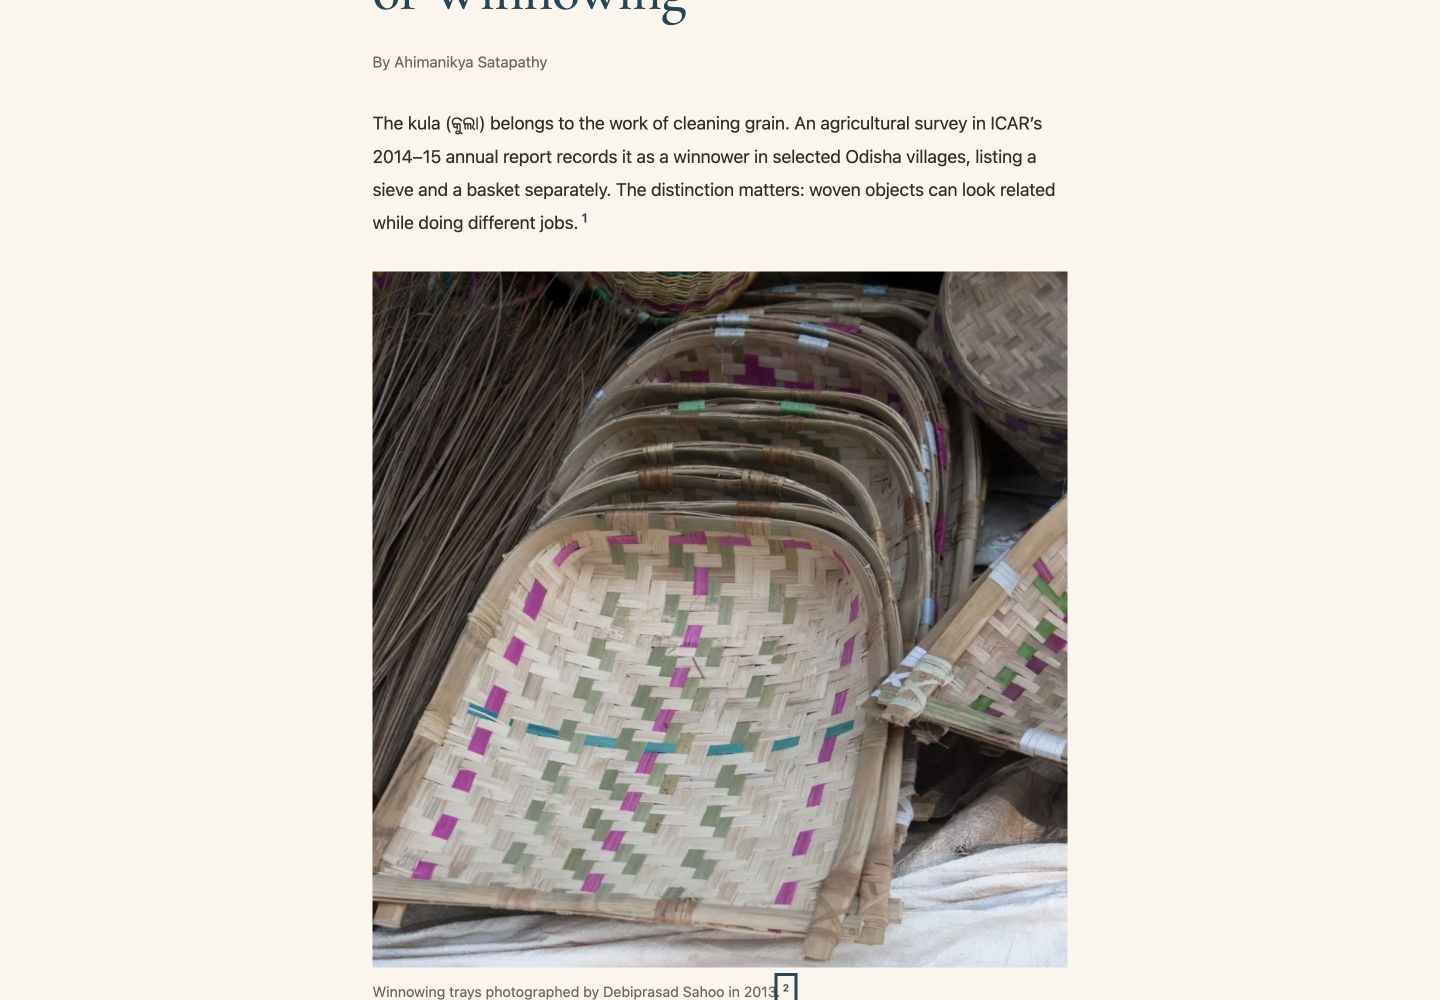 of Winnowing
By Ahimanikya Satapathy
The kula (କୁଲା) belongs to the work of cleaning grain. An agricultural survey in ICAR’s
2014–15 annual report records it as a winnower in selected Odisha villages, listing a
sieve and a basket separately. The distinction matters: woven objects can look related
while doing different jobs. 1
Winnowing trays photographed by Debiprasad Sahoo in 2013. 2